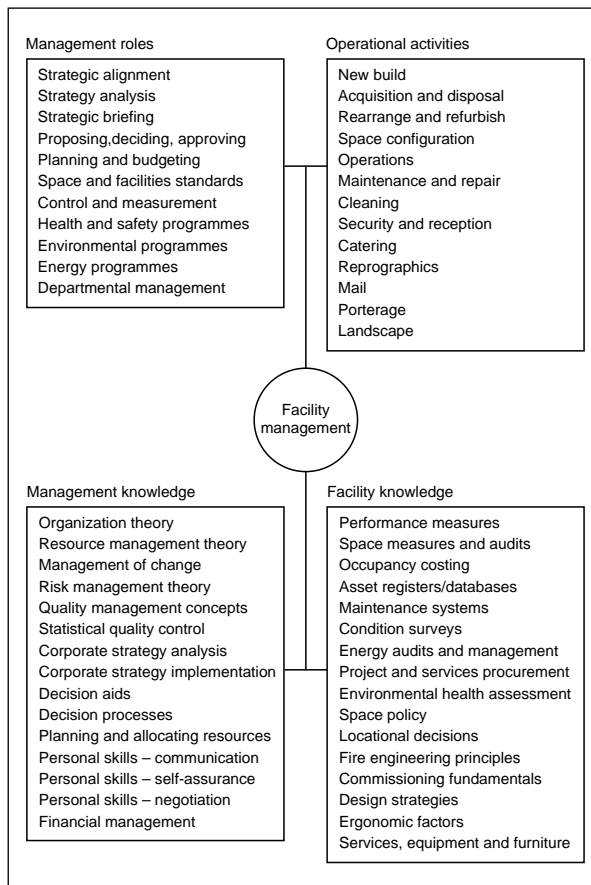 Management roles
Strategic alignment
Strategy analysis
Strategic briefing
Proposing,deciding, approving
Planning and budgeting
Space and facilities standards
Control and measurement
Health and safety programmes
Environmental programmes
Energy programmes
Departmental management
Operational activities
New build
Acquisition and disposal
Rearrange and refurbish
Space configuration
Operations
Maintenance and repair
Cleaning
Security and reception
Catering
Reprographics
Mail
Porterage
Landscape
Facility
management
Management knowledge
Organization theory
Resource management theory
Management of change
Risk management theory
Quality management concepts
Statistical quality control
Corporate strategy analysis
Corporate strategy implementation
Decision aids
Decision processes
Planning and allocating resources
Personal skills – communication
Personal skills – self-assurance
Personal skills – negotiation
Financial management
Facility knowledge
Performance measures
Space measures and audits
Occupancy costing
Asset registers/databases
Maintenance systems
Condition surveys
Energy audits and management
Project and services procurement
Environmental health assessment
Space policy
Locational decisions
Fire engineering principles
Commissioning fundamentals
Design strategies
Ergonomic factors
Services, equipment and furniture